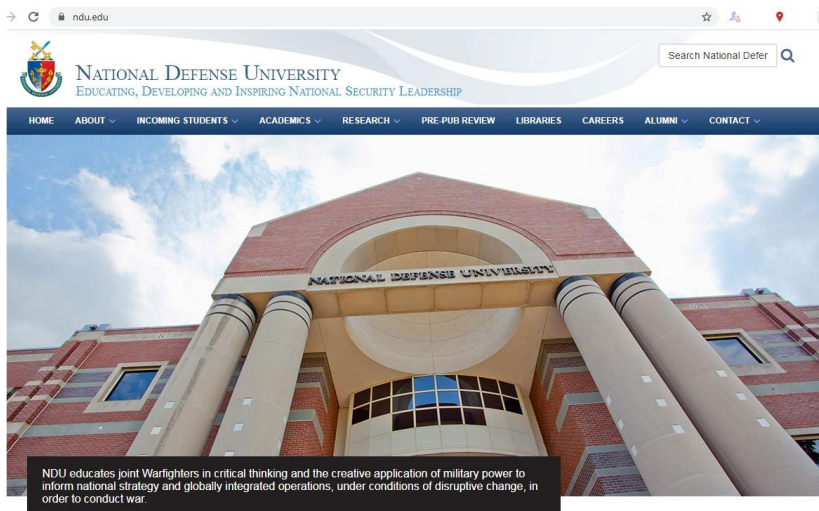 ndu.edu
NATIONAL DEFENSE UNIVERSITY
EDUCATING, DEVELOPING AND INSPIRING NATIONAL SECURITY LEADERSHIP
Search National Defer
HOME ABOUT INCOMING STUDENTS ACADEMICS RESEARCH PRE-PUB REVIEW LIBRARIES CAREERS ALUMNI CONTACT
NATIONAL DEFENSE UNIVERSITY
NDU educates joint Warfighters in critical thinking and the creative application of military power to
inform national strategy and globally integrated operations, under conditions of disruptive change, in
order to conduct war.